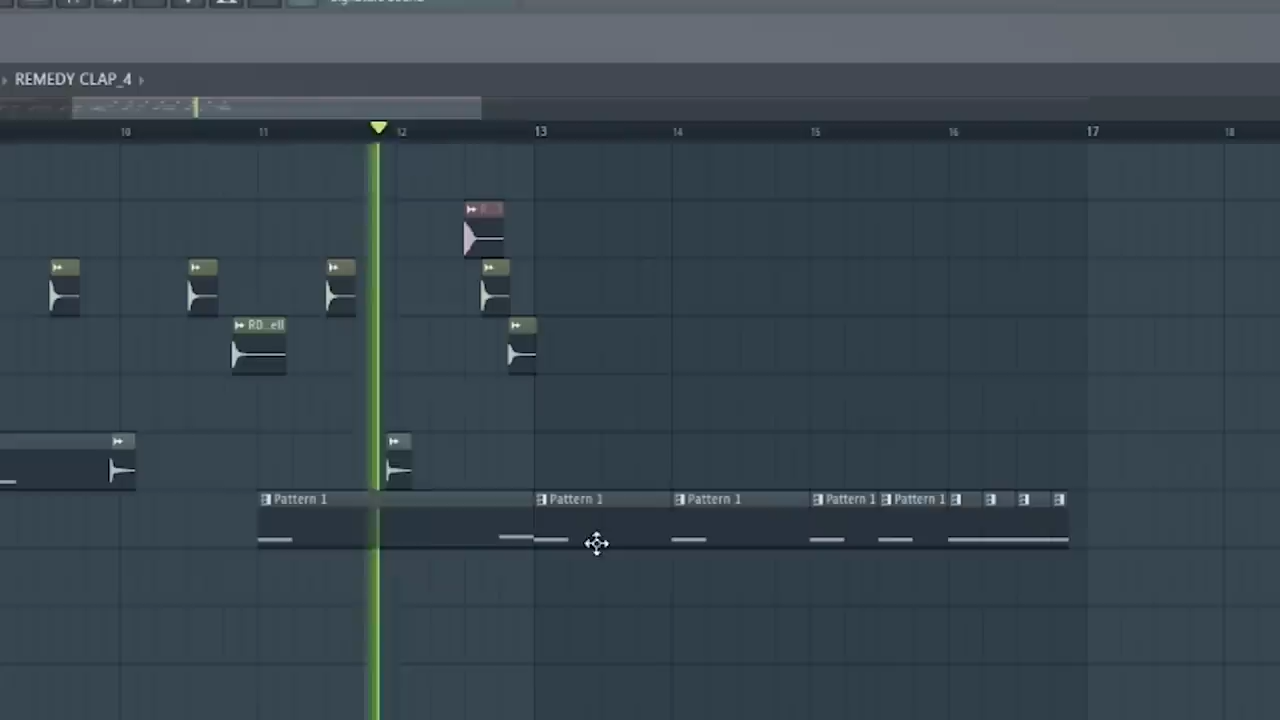 REMEDY CLAP_4
10 11 12 13 14 15 16 17 18
RD...ell
Pattern 1 Pattern 1 Pattern 1 Pattern 1 Pattern 1